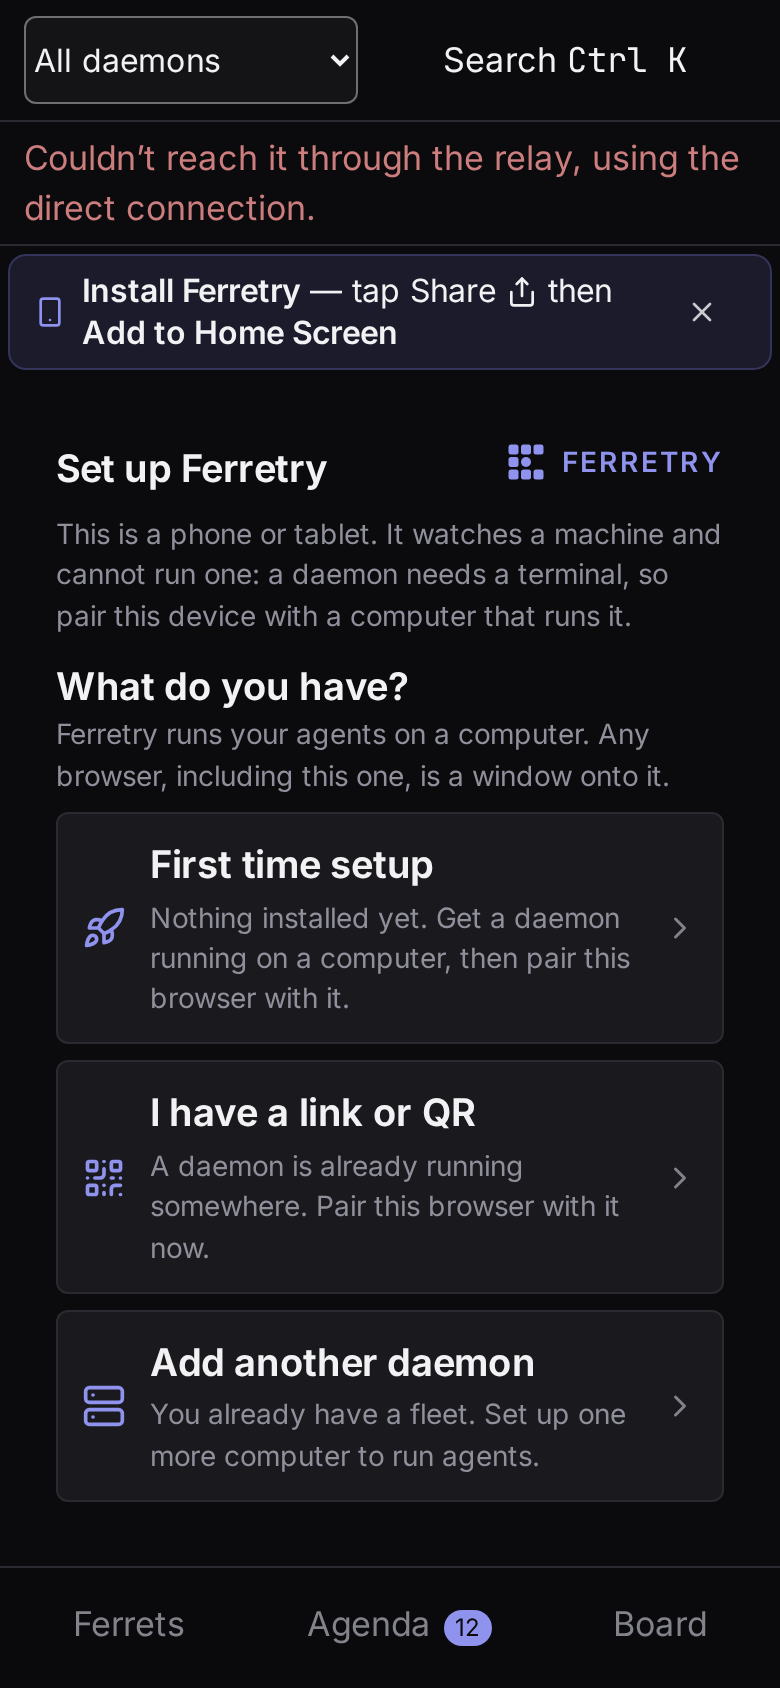 All daemons
Search Ctrl K
Couldn’t reach it through the relay, using the
direct connection.
Install Ferretry — tap Share then
Add to Home Screen
Set up Ferretry
FERRETRY
This is a phone or tablet. It watches a machine and
cannot run one: a daemon needs a terminal, so
pair this device with a computer that runs it.
What do you have?
Ferretry runs your agents on a computer. Any
browser, including this one, is a window onto it.
First time setup
Nothing installed yet. Get a daemon
running on a computer, then pair this
browser with it.
I have a link or QR
A daemon is already running
somewhere. Pair this browser with it
now.
Add another daemon
You already have a fleet. Set up one
more computer to run agents.
Ferrets
Agenda 12
Board